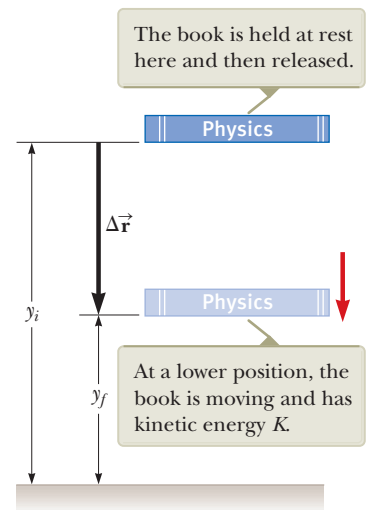 The book is held at rest
here and then released.
Physics
Δr⃗
Physics
yᵢ
y_f
At a lower position, the
book is moving and has
kinetic energy K.